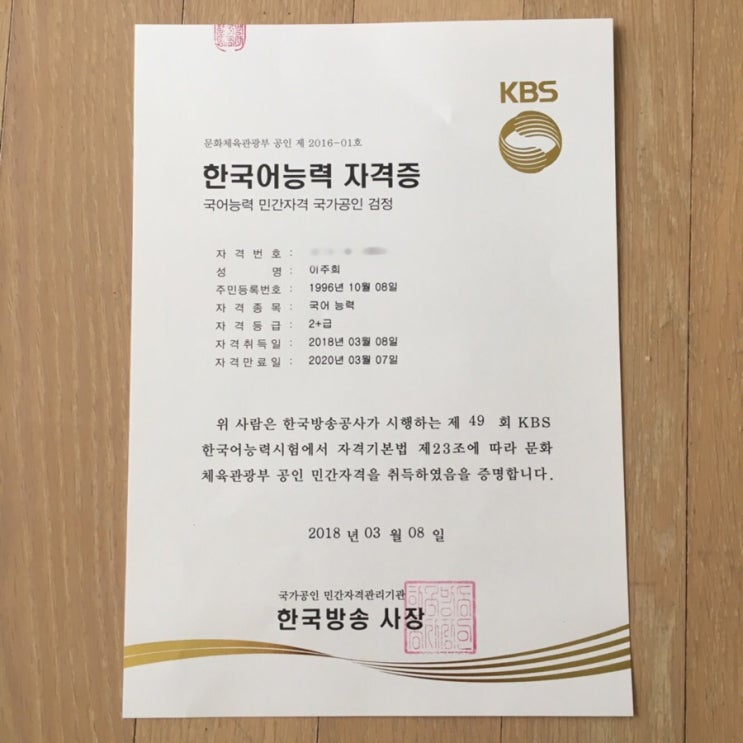 KBS
문화체육관광부 공인 제 2016-01호
한국어능력 자격증
국어능력 민간자격 국가공인 검정
자 격 번 호 :
성 명 : 이주희
주민등록번호 : 1996년 10월 08일
자 격 종 목 : 국어 능력
자 격 등 급 : 2+급
자격취득일 : 2018년 03월 08일
자격만료일 : 2020년 03월 07일
위 사람은 한국방송공사가 시행하는 제 49 회 KBS
한국어능력시험에서 자격기본법 제23조에 따라 문화
체육관광부 공인 민간자격을 취득하였음을 증명합니다.
2018 년 03 월 08 일
국가공인 민간자격관리기관
한국방송 사장